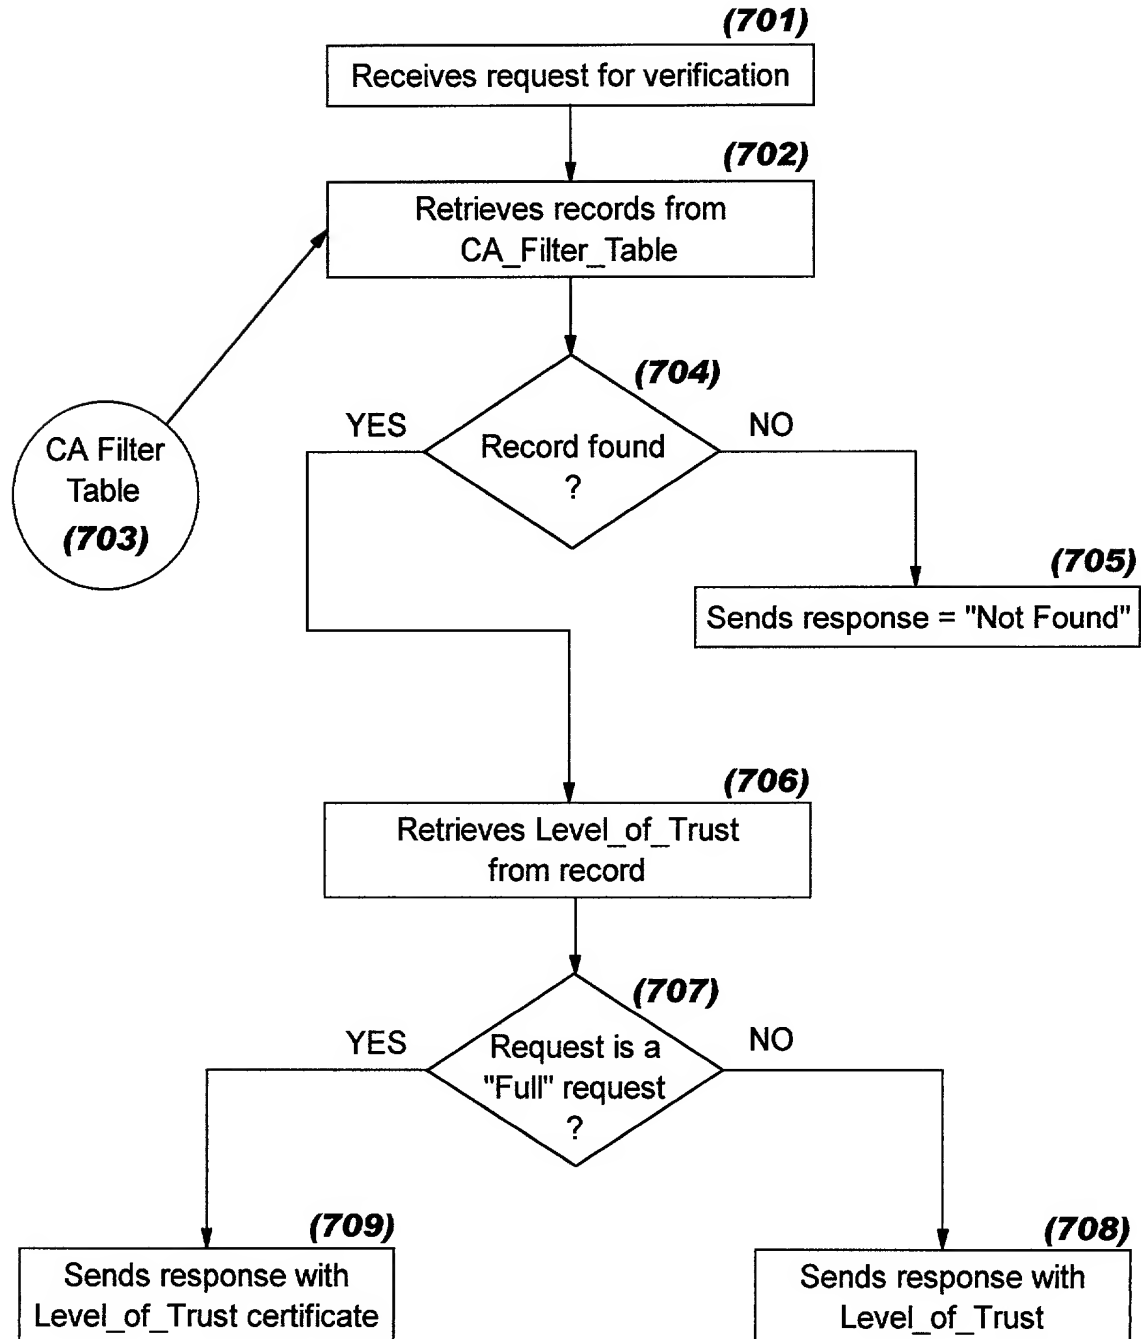 (701)
Receives request for verification
(702)
Retrieves records from
CA_Filter_Table
(704)
YES
NO
CA Filter
Table
(703)
Record found
?
(705)
Sends response = "Not Found"
(706)
Retrieves Level_of_Trust
from record
(707)
YES
NO
Request is a
"Full" request
?
(709)
Sends response with
Level_of_Trust certificate
(708)
Sends response with
Level_of_Trust